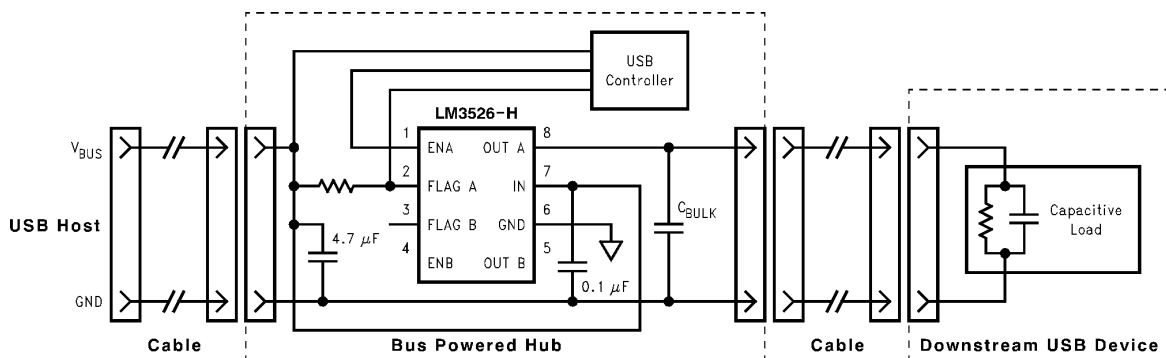 USB
Controller
LM3526-H
1
8
V_BUS
ENA
OUT A
2
7
FLAG A
IN
3
6
USB Host
FLAG B
GND
C_BULK
Capacitive
Load
4.7 µF
4
5
ENB
OUT B
0.1 µF
GND
Cable
Bus Powered Hub
Cable
Downstream USB Device